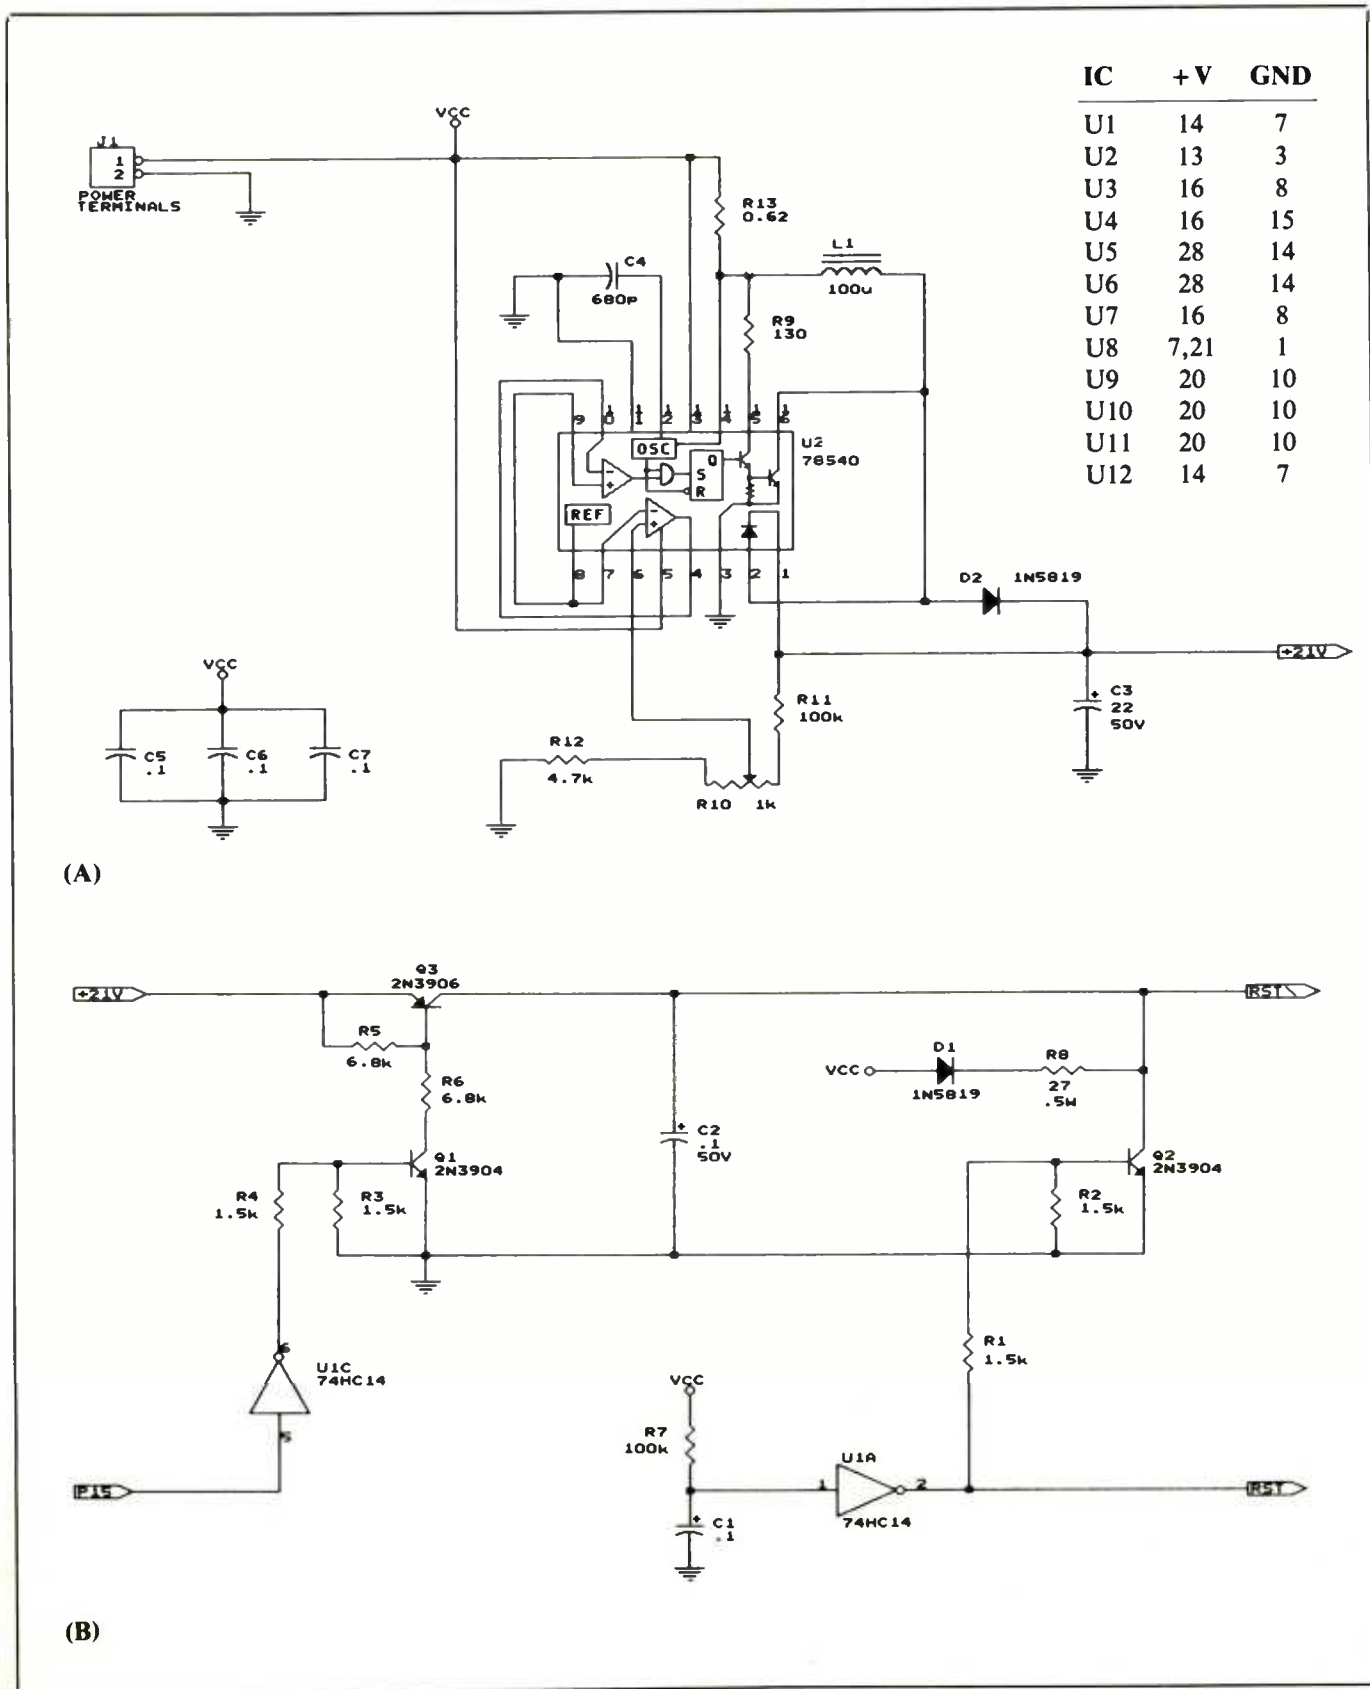 IC +V GND
U1 14 7
U2 13 3
U3 16 8
U4 16 15
U5 28 14
U6 28 14
U7 16 8
U8 7,21 1
U9 20 10
U10 20 10
U11 20 10
U12 14 7
VCC
J1
1
2
POWER
TERMINALS
R13
0.62
L1
100u
C4
680p
R9
130
9 10 11 12 13 14 15 16
U2
78S40
OSC
Q
S
R
- +
REF
- +
8 7 6 5 4 3 2 1
D2 1N5819
+21V
VCC
C5
.1
C6
.1
C7
.1
R11
100k
+ C3
22
50V
R12
4.7k
R10 1k
(A)
+21V
Q3
2N3906
RST\
R5
6.8k
R6
6.8k
VCC
D1
1N5819
R8
27
.5W
+ C2
.1
50V
Q1
2N3904
Q2
2N3904
R4
1.5k
R3
1.5k
R2
1.5k
R1
1.5k
6
U1C
74HC14
5
P15
VCC
R7
100k
U1A
1 2
74HC14
RST
+ C1
.1
(B)